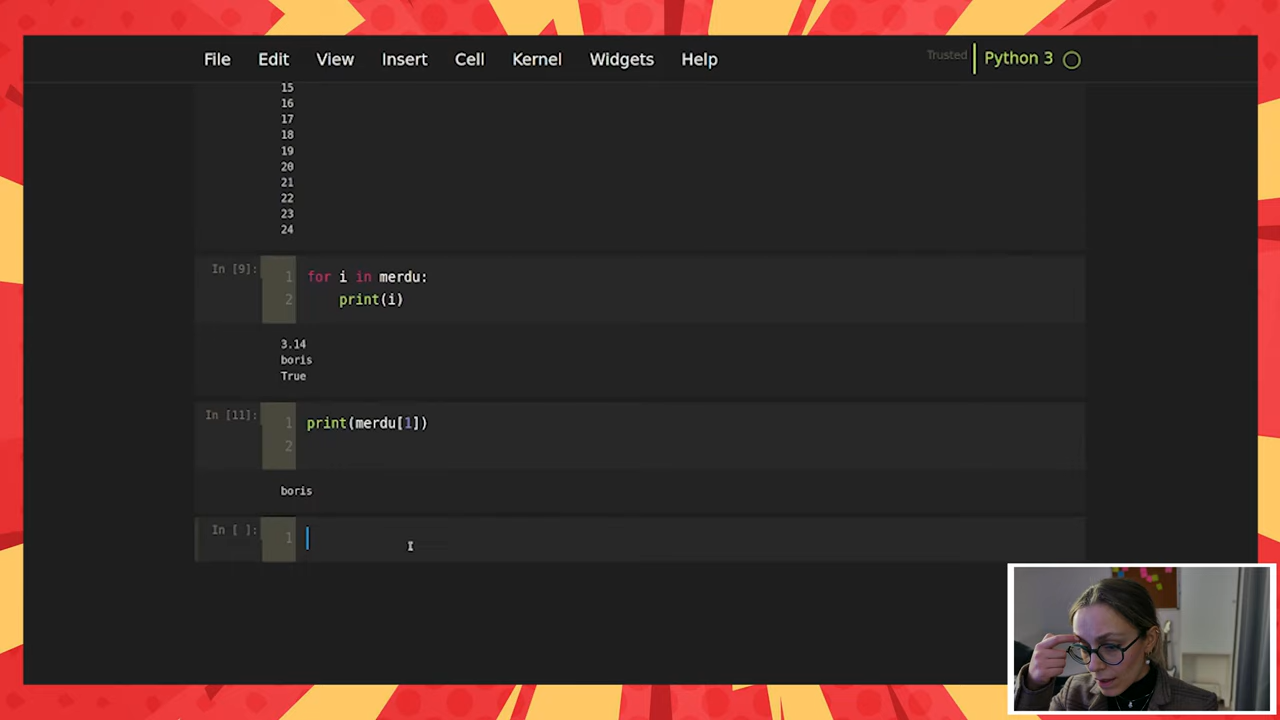 File Edit View Insert Cell Kernel Widgets Help Trusted Python 3
15
16
17
18
19
20
21
22
23
24
In [9]:
1 for i in merdu:
2 print(i)
3.14
boris
True
In [11]:
1 print(merdu[1])
2
boris
In [ ]:
1